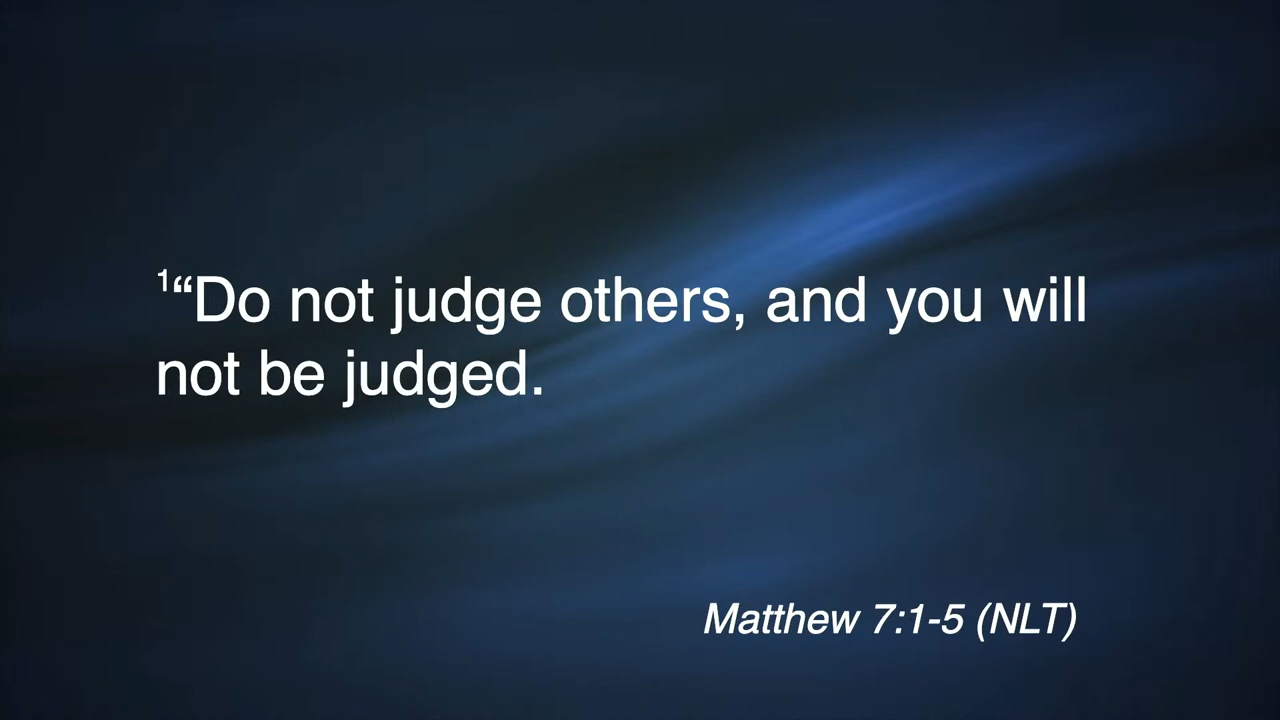 ¹“Do not judge others, and you will
not be judged.
Matthew 7:1-5 (NLT)